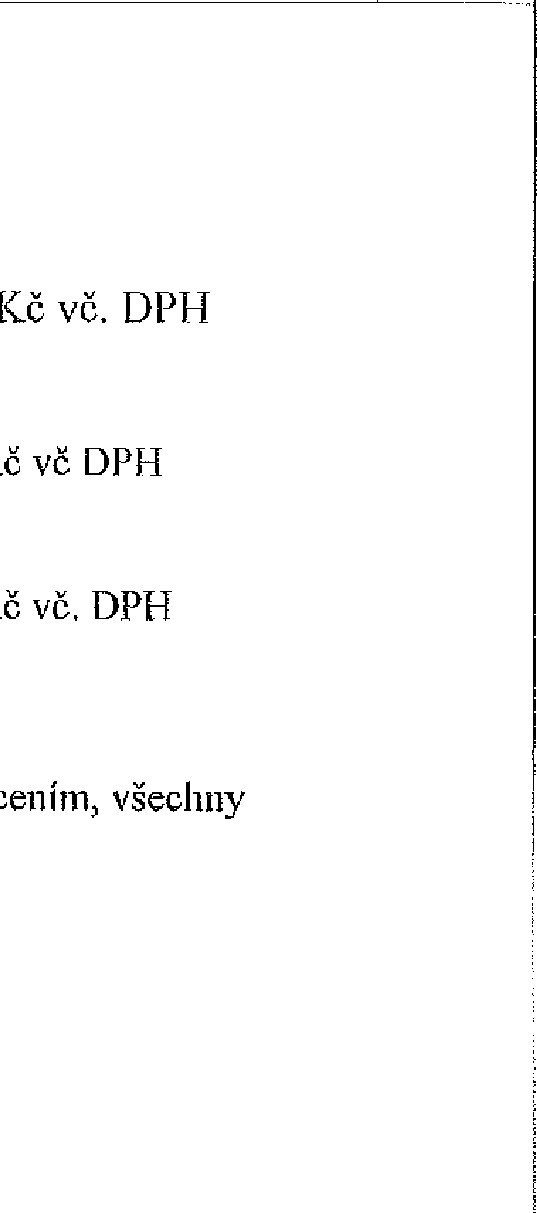 Kč vč. DPH
č vč DPH
č vč. DPH
cením, všechny